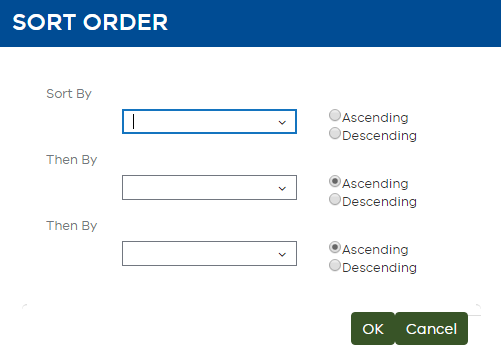 SORT ORDER
Sort By
Ascending
Descending
Then By
Ascending
Descending
Then By
Ascending
Descending
OK Cancel